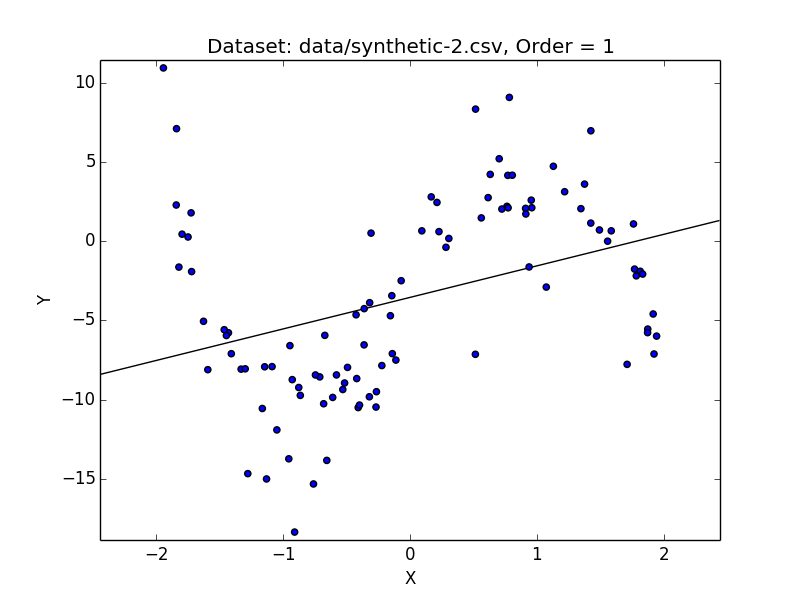 Dataset: data/synthetic-2.csv, Order = 1
10
5
0
−5
−10
−15
Y
−2 −1 0 1 2
X